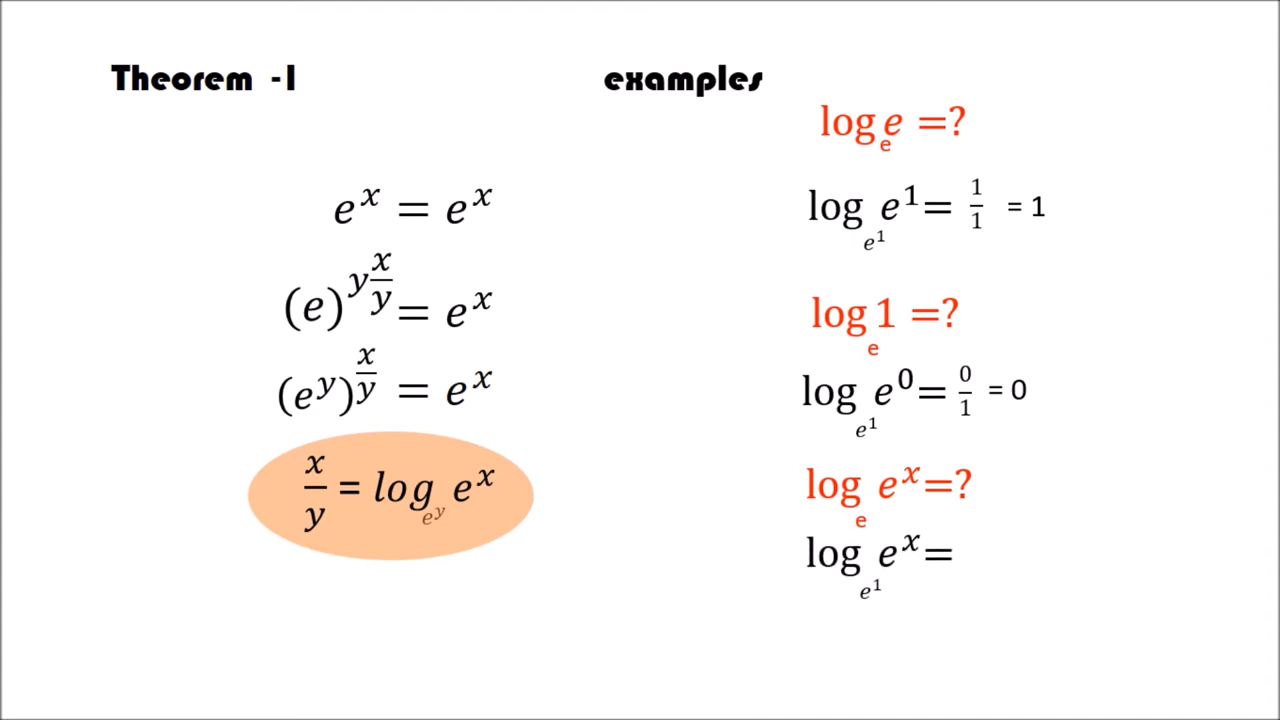 Theorem -1
e^x = e^x
(e)^{y x/y} = e^x
(e^y)^{x/y} = e^x
x/y = log_{e^y} e^x
examples
log_e e =?
log_{e^1} e^1 = 1/1 = 1
log_e 1 =?
log_{e^1} e^0 = 0/1 = 0
log_e e^x =?
log_{e^1} e^x =